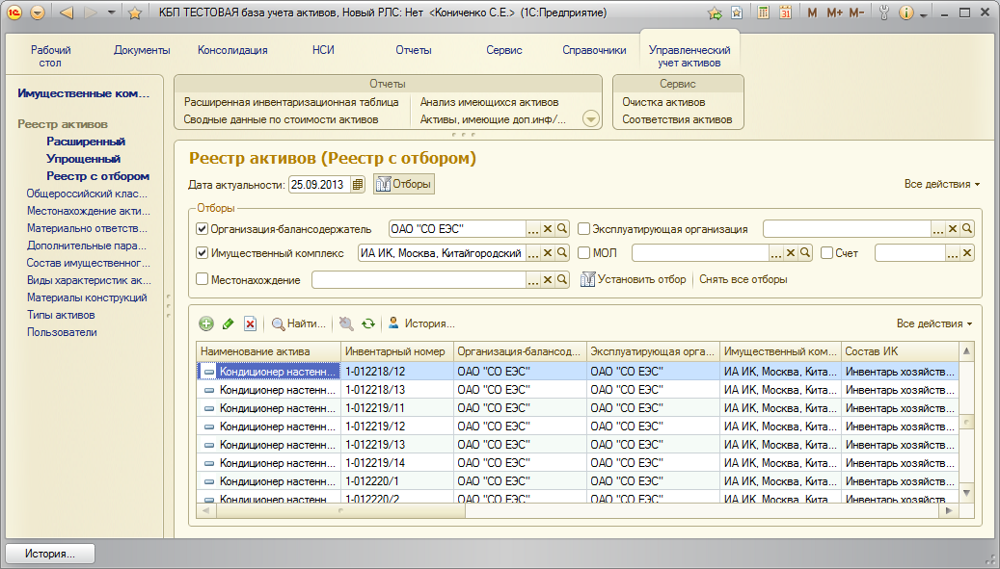 КБП ТЕСТОВАЯ база учета активов, Новый РЛС: Нет <Кониченко С.Е.> (1С:Предприятие)
M M+ M-
Рабочий стол
Документы
Консолидация
НСИ
Отчеты
Сервис
Справочники
Управленческий учет активов
Имущественные ком...
Реестр активов
Расширенный
Упрощенный
Реестр с отбором
Общероссийский клас...
Местонахождение акти...
Материально ответств...
Дополнительные пара...
Состав имущественног...
Виды характеристик ак...
Материалы конструкций
Типы активов
Пользователи
Отчеты
Расширенная инвентаризационная таблица
Анализ имеющихся активов
Сводные данные по стоимости активов
Активы, имеющие доп.инф/...
Сервис
Очистка активов
Соответствия активов
Реестр активов (Реестр с отбором)
Дата актуальности: 25.09.2013 Отборы
Все действия
Отборы
Организация-балансодержатель ОАО "СО ЕЭС" ... Эксплуатирующая организация ...
Имущественный комплекс ИА ИК, Москва, Китайгородский ... МОЛ ... Счет ...
Местонахождение ... Установить отбор Снять все отборы
Найти... История... Все действия
Наименование актива Инвентарный номер Организация-балансод... Эксплуатирующая орга... Имущественный ком... Состав ИК
Кондиционер настенн... 1-012218/12 ОАО "СО ЕЭС" ОАО "СО ЕЭС" ИА ИК, Москва, Кита... Инвентарь хозяйств...
Кондиционер настенн... 1-012218/13 ОАО "СО ЕЭС" ОАО "СО ЕЭС" ИА ИК, Москва, Кита... Инвентарь хозяйств...
Кондиционер настенн... 1-012219/11 ОАО "СО ЕЭС" ОАО "СО ЕЭС" ИА ИК, Москва, Кита... Инвентарь хозяйств...
Кондиционер настенн... 1-012219/12 ОАО "СО ЕЭС" ОАО "СО ЕЭС" ИА ИК, Москва, Кита... Инвентарь хозяйств...
Кондиционер настенн... 1-012219/13 ОАО "СО ЕЭС" ОАО "СО ЕЭС" ИА ИК, Москва, Кита... Инвентарь хозяйств...
Кондиционер настенн... 1-012219/14 ОАО "СО ЕЭС" ОАО "СО ЕЭС" ИА ИК, Москва, Кита... Инвентарь хозяйств...
Кондиционер настенн... 1-012220/1 ОАО "СО ЕЭС" ОАО "СО ЕЭС" ИА ИК, Москва, Кита... Инвентарь хозяйств...
Кондиционер настенн... 1-012220/2 ОАО "СО ЕЭС" ОАО "СО ЕЭС" ИА ИК, Москва, Кита... Инвентарь хозяйств...
История...